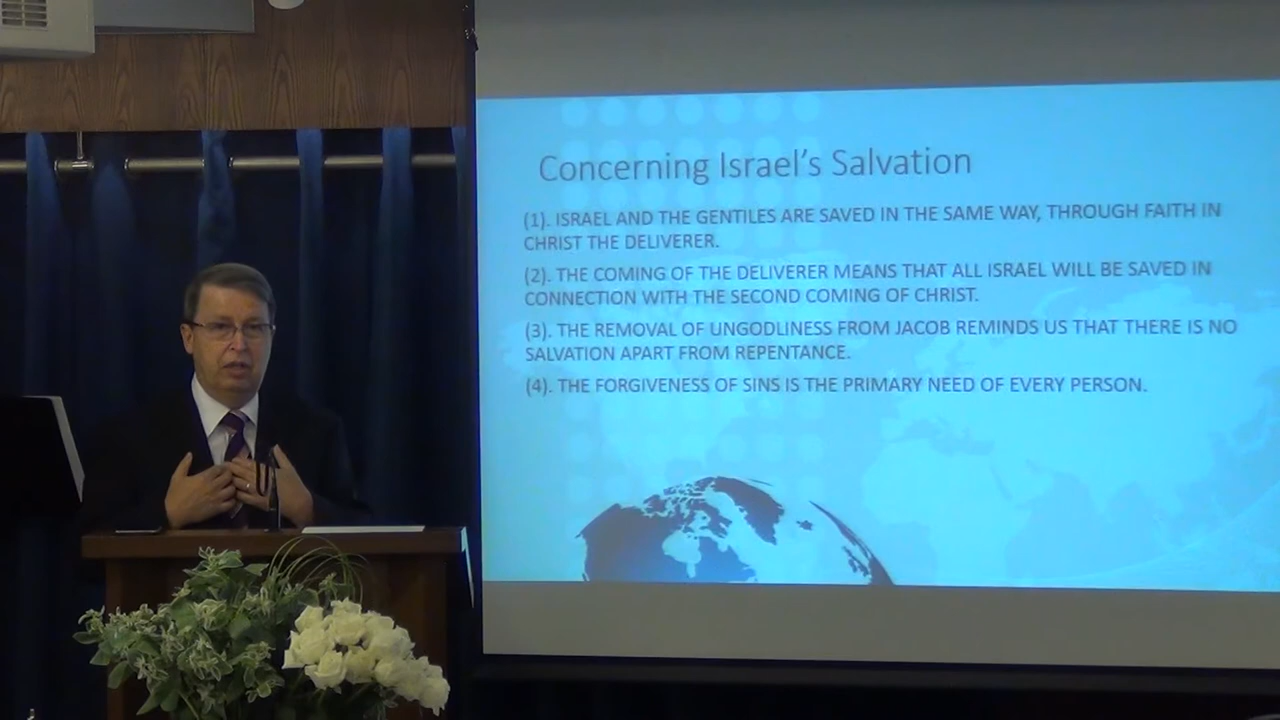 Concerning Israel's Salvation
(1). ISRAEL AND THE GENTILES ARE SAVED IN THE SAME WAY, THROUGH FAITH IN
CHRIST THE DELIVERER.
(2). THE COMING OF THE DELIVERER MEANS THAT ALL ISRAEL WILL BE SAVED IN
CONNECTION WITH THE SECOND COMING OF CHRIST.
(3). THE REMOVAL OF UNGODLINESS FROM JACOB REMINDS US THAT THERE IS NO
SALVATION APART FROM REPENTANCE.
(4). THE FORGIVENESS OF SINS IS THE PRIMARY NEED OF EVERY PERSON.